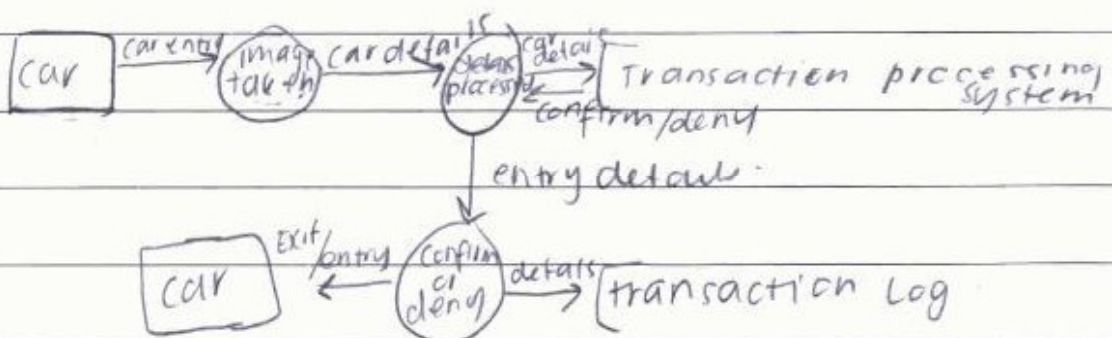 car
car entry
image
taken
car details
details
processed
car
details
confirm/deny
Transaction processing
system
entry details.
car
Exit
/entry
confirm
or
deny
details
transaction Log